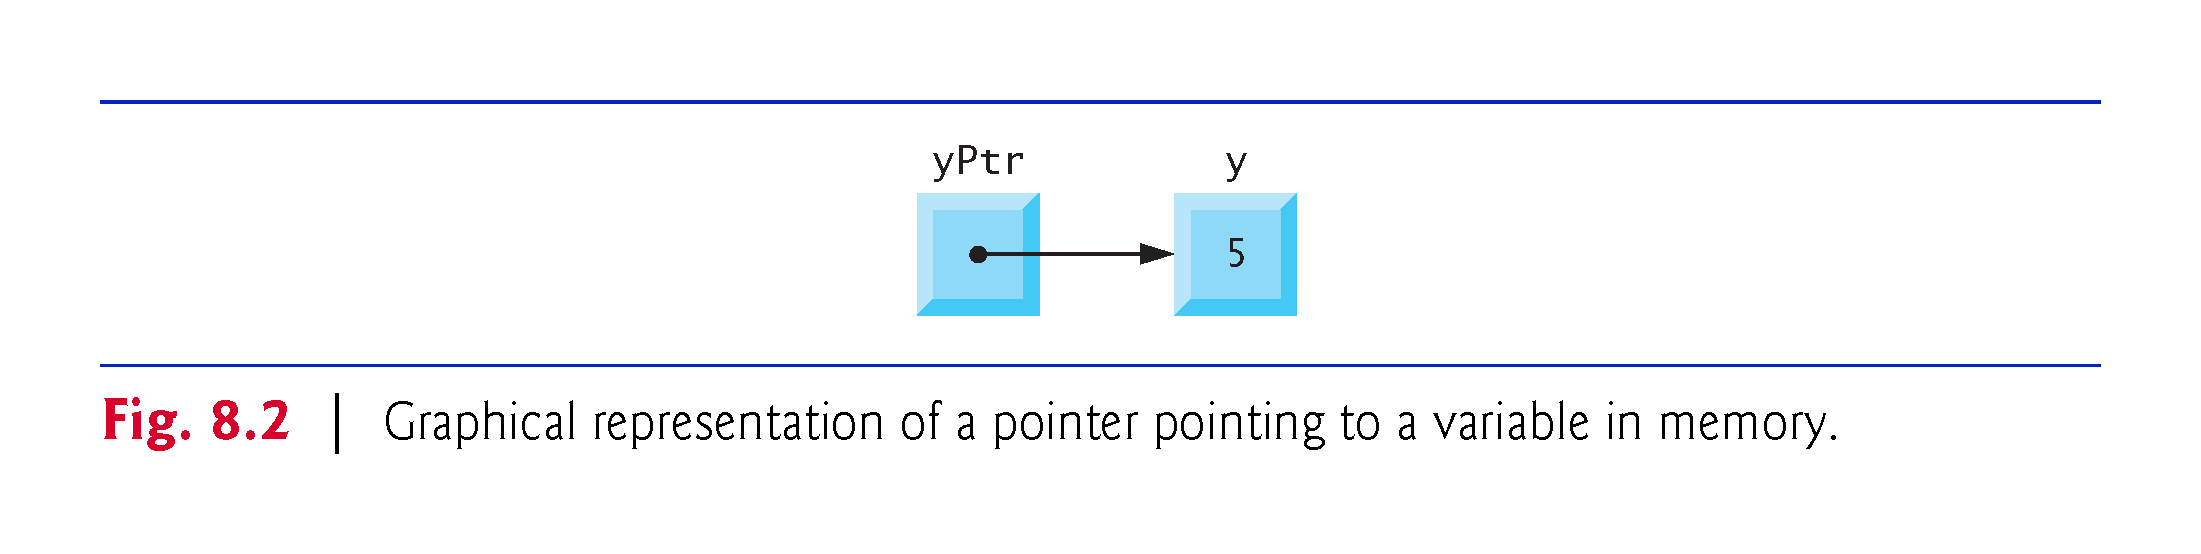 yPtr y
5
Fig. 8.2 | Graphical representation of a pointer pointing to a variable in memory.